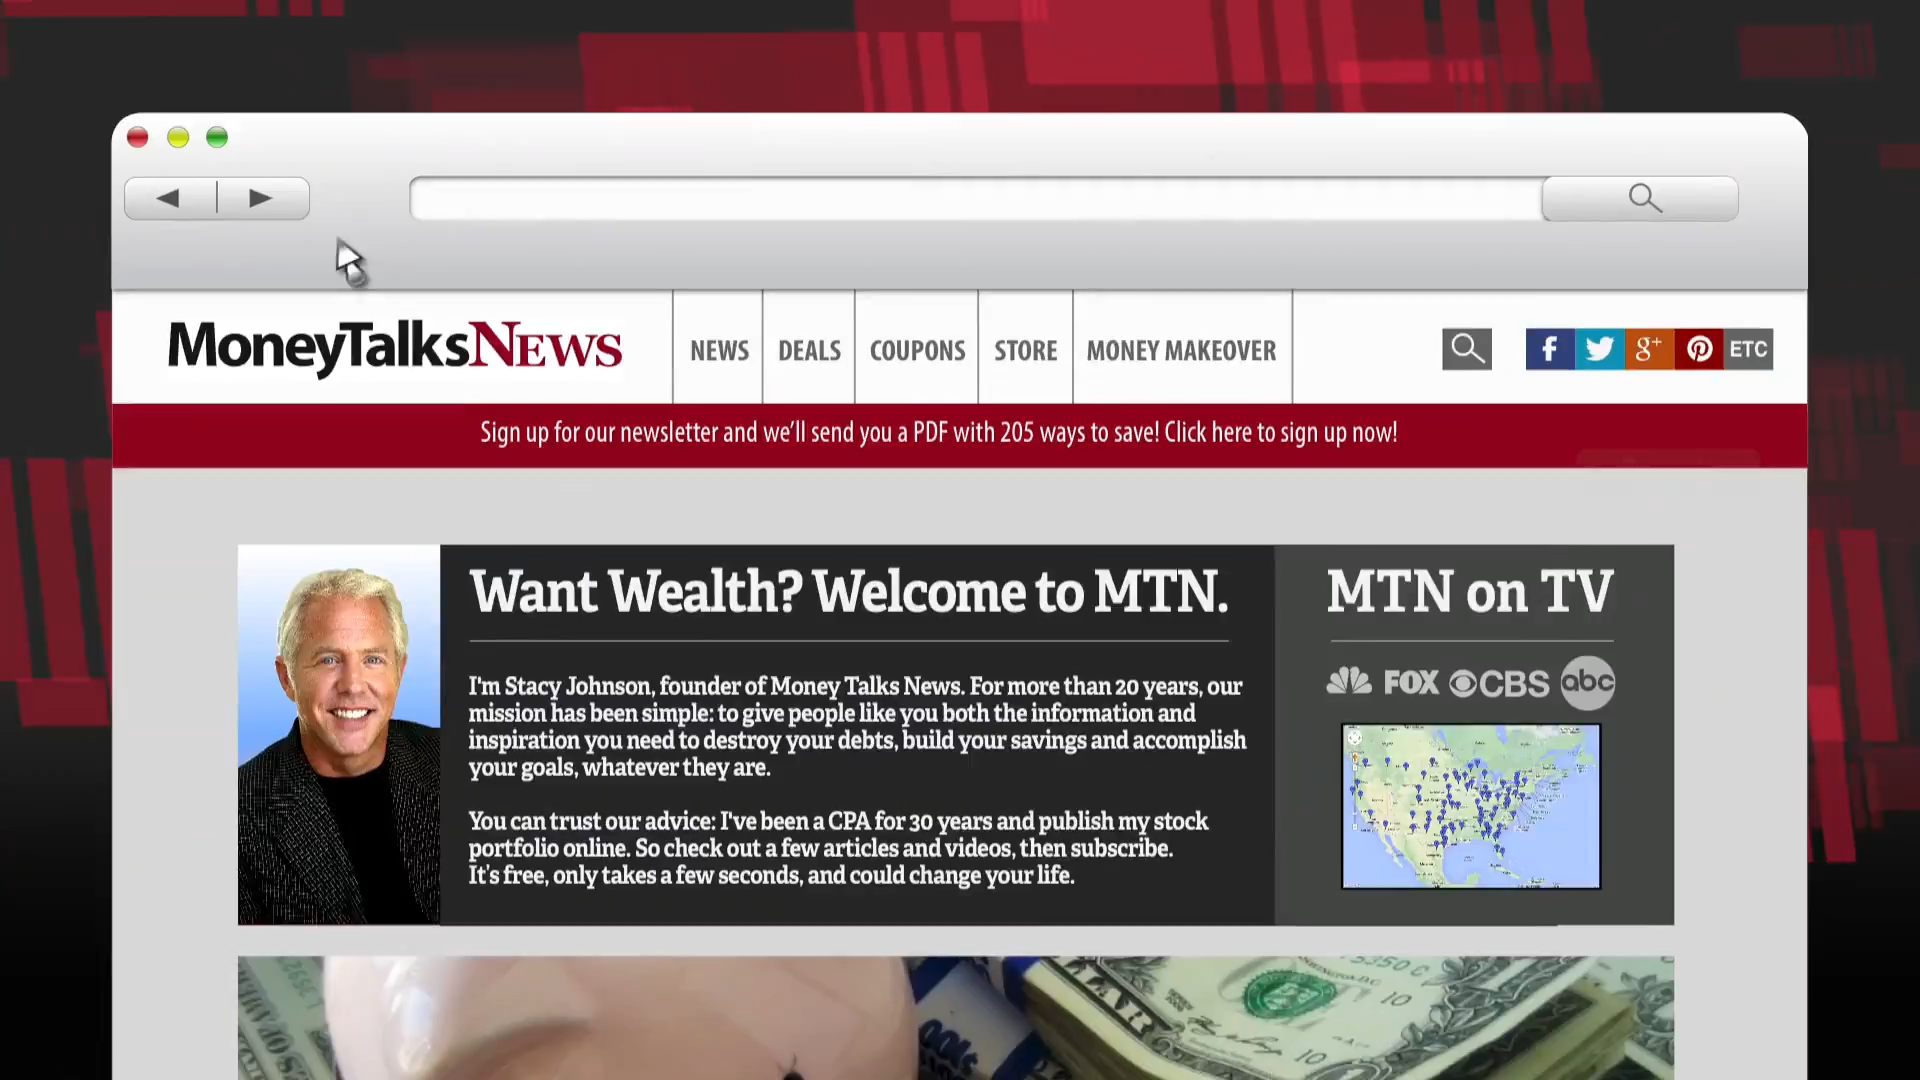 MoneyTalksNews
NEWS
DEALS
COUPONS
STORE
MONEY MAKEOVER
f
g+
ETC
Sign up for our newsletter and we'll send you a PDF with 205 ways to save! Click here to sign up now!
Want Wealth? Welcome to MTN.
I'm Stacy Johnson, founder of Money Talks News. For more than 20 years, our
mission has been simple: to give people like you both the information and
inspiration you need to destroy your debts, build your savings and accomplish
your goals, whatever they are.
You can trust our advice: I've been a CPA for 30 years and publish my stock
portfolio online. So check out a few articles and videos, then subscribe.
It's free, only takes a few seconds, and could change your life.
MTN on TV
FOX CBS abc
10
10